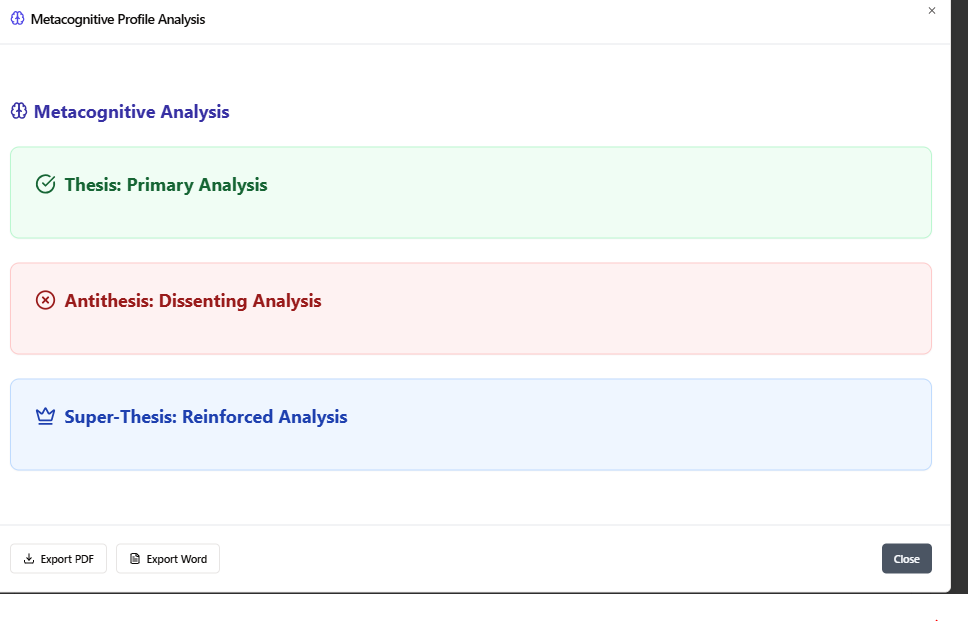 Metacognitive Profile Analysis
Metacognitive Analysis
Thesis: Primary Analysis
Antithesis: Dissenting Analysis
Super-Thesis: Reinforced Analysis
Export PDF
Export Word
Close